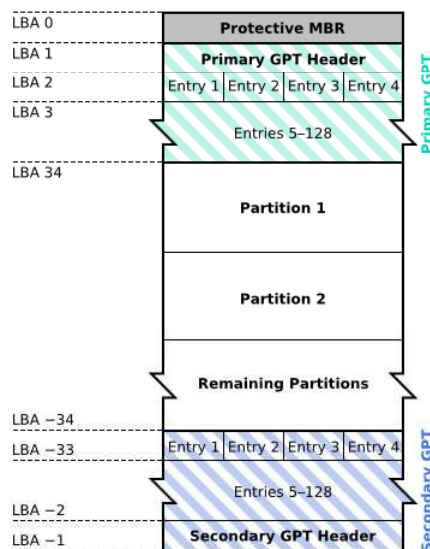 LBA 0
Protective MBR
LBA 1
Primary GPT Header
LBA 2
Entry 1 Entry 2 Entry 3 Entry 4
LBA 3
Entries 5–128
Primary GPT
LBA 34
Partition 1
Partition 2
Remaining Partitions
LBA −34
LBA −33
Entry 1 Entry 2 Entry 3 Entry 4
Entries 5–128
Secondary GPT
LBA −2
LBA −1
Secondary GPT Header